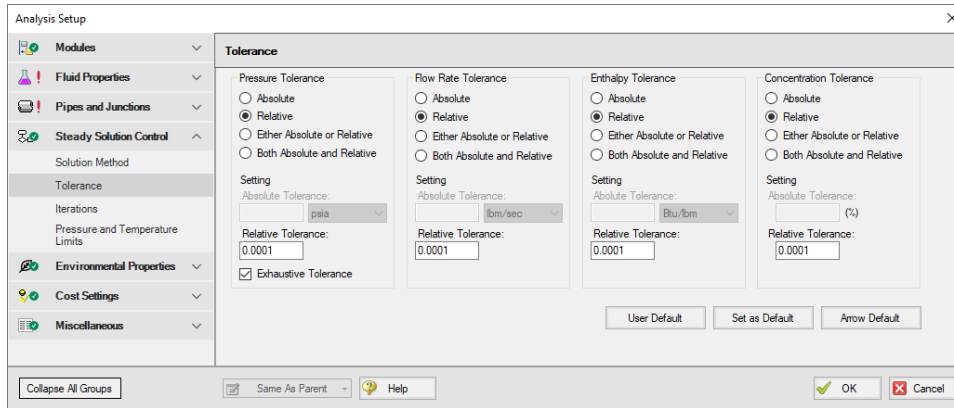 Analysis Setup
Modules
Fluid Properties
Pipes and Junctions
Steady Solution Control
Solution Method
Tolerance
Iterations
Pressure and Temperature
Limits
Environmental Properties
Cost Settings
Miscellaneous
Collapse All Groups
Tolerance
Pressure Tolerance
Absolute
Relative
Either Absolute or Relative
Both Absolute and Relative
Setting
Absolute Tolerance:
psia
Relative Tolerance:
0.0001
Exhaustive Tolerance
Flow Rate Tolerance
Absolute
Relative
Either Absolute or Relative
Both Absolute and Relative
Setting
Absolute Tolerance:
lbm/sec
Relative Tolerance:
0.0001
Enthalpy Tolerance
Absolute
Relative
Either Absolute or Relative
Both Absolute and Relative
Setting
Absolute Tolerance:
Btu/lbm
Relative Tolerance:
0.0001
Concentration Tolerance
Absolute
Relative
Either Absolute or Relative
Both Absolute and Relative
Setting
Absolute Tolerance:
(%)
Relative Tolerance:
0.0001
User Default
Set as Default
Arrow Default
Same As Parent
Help
OK
Cancel